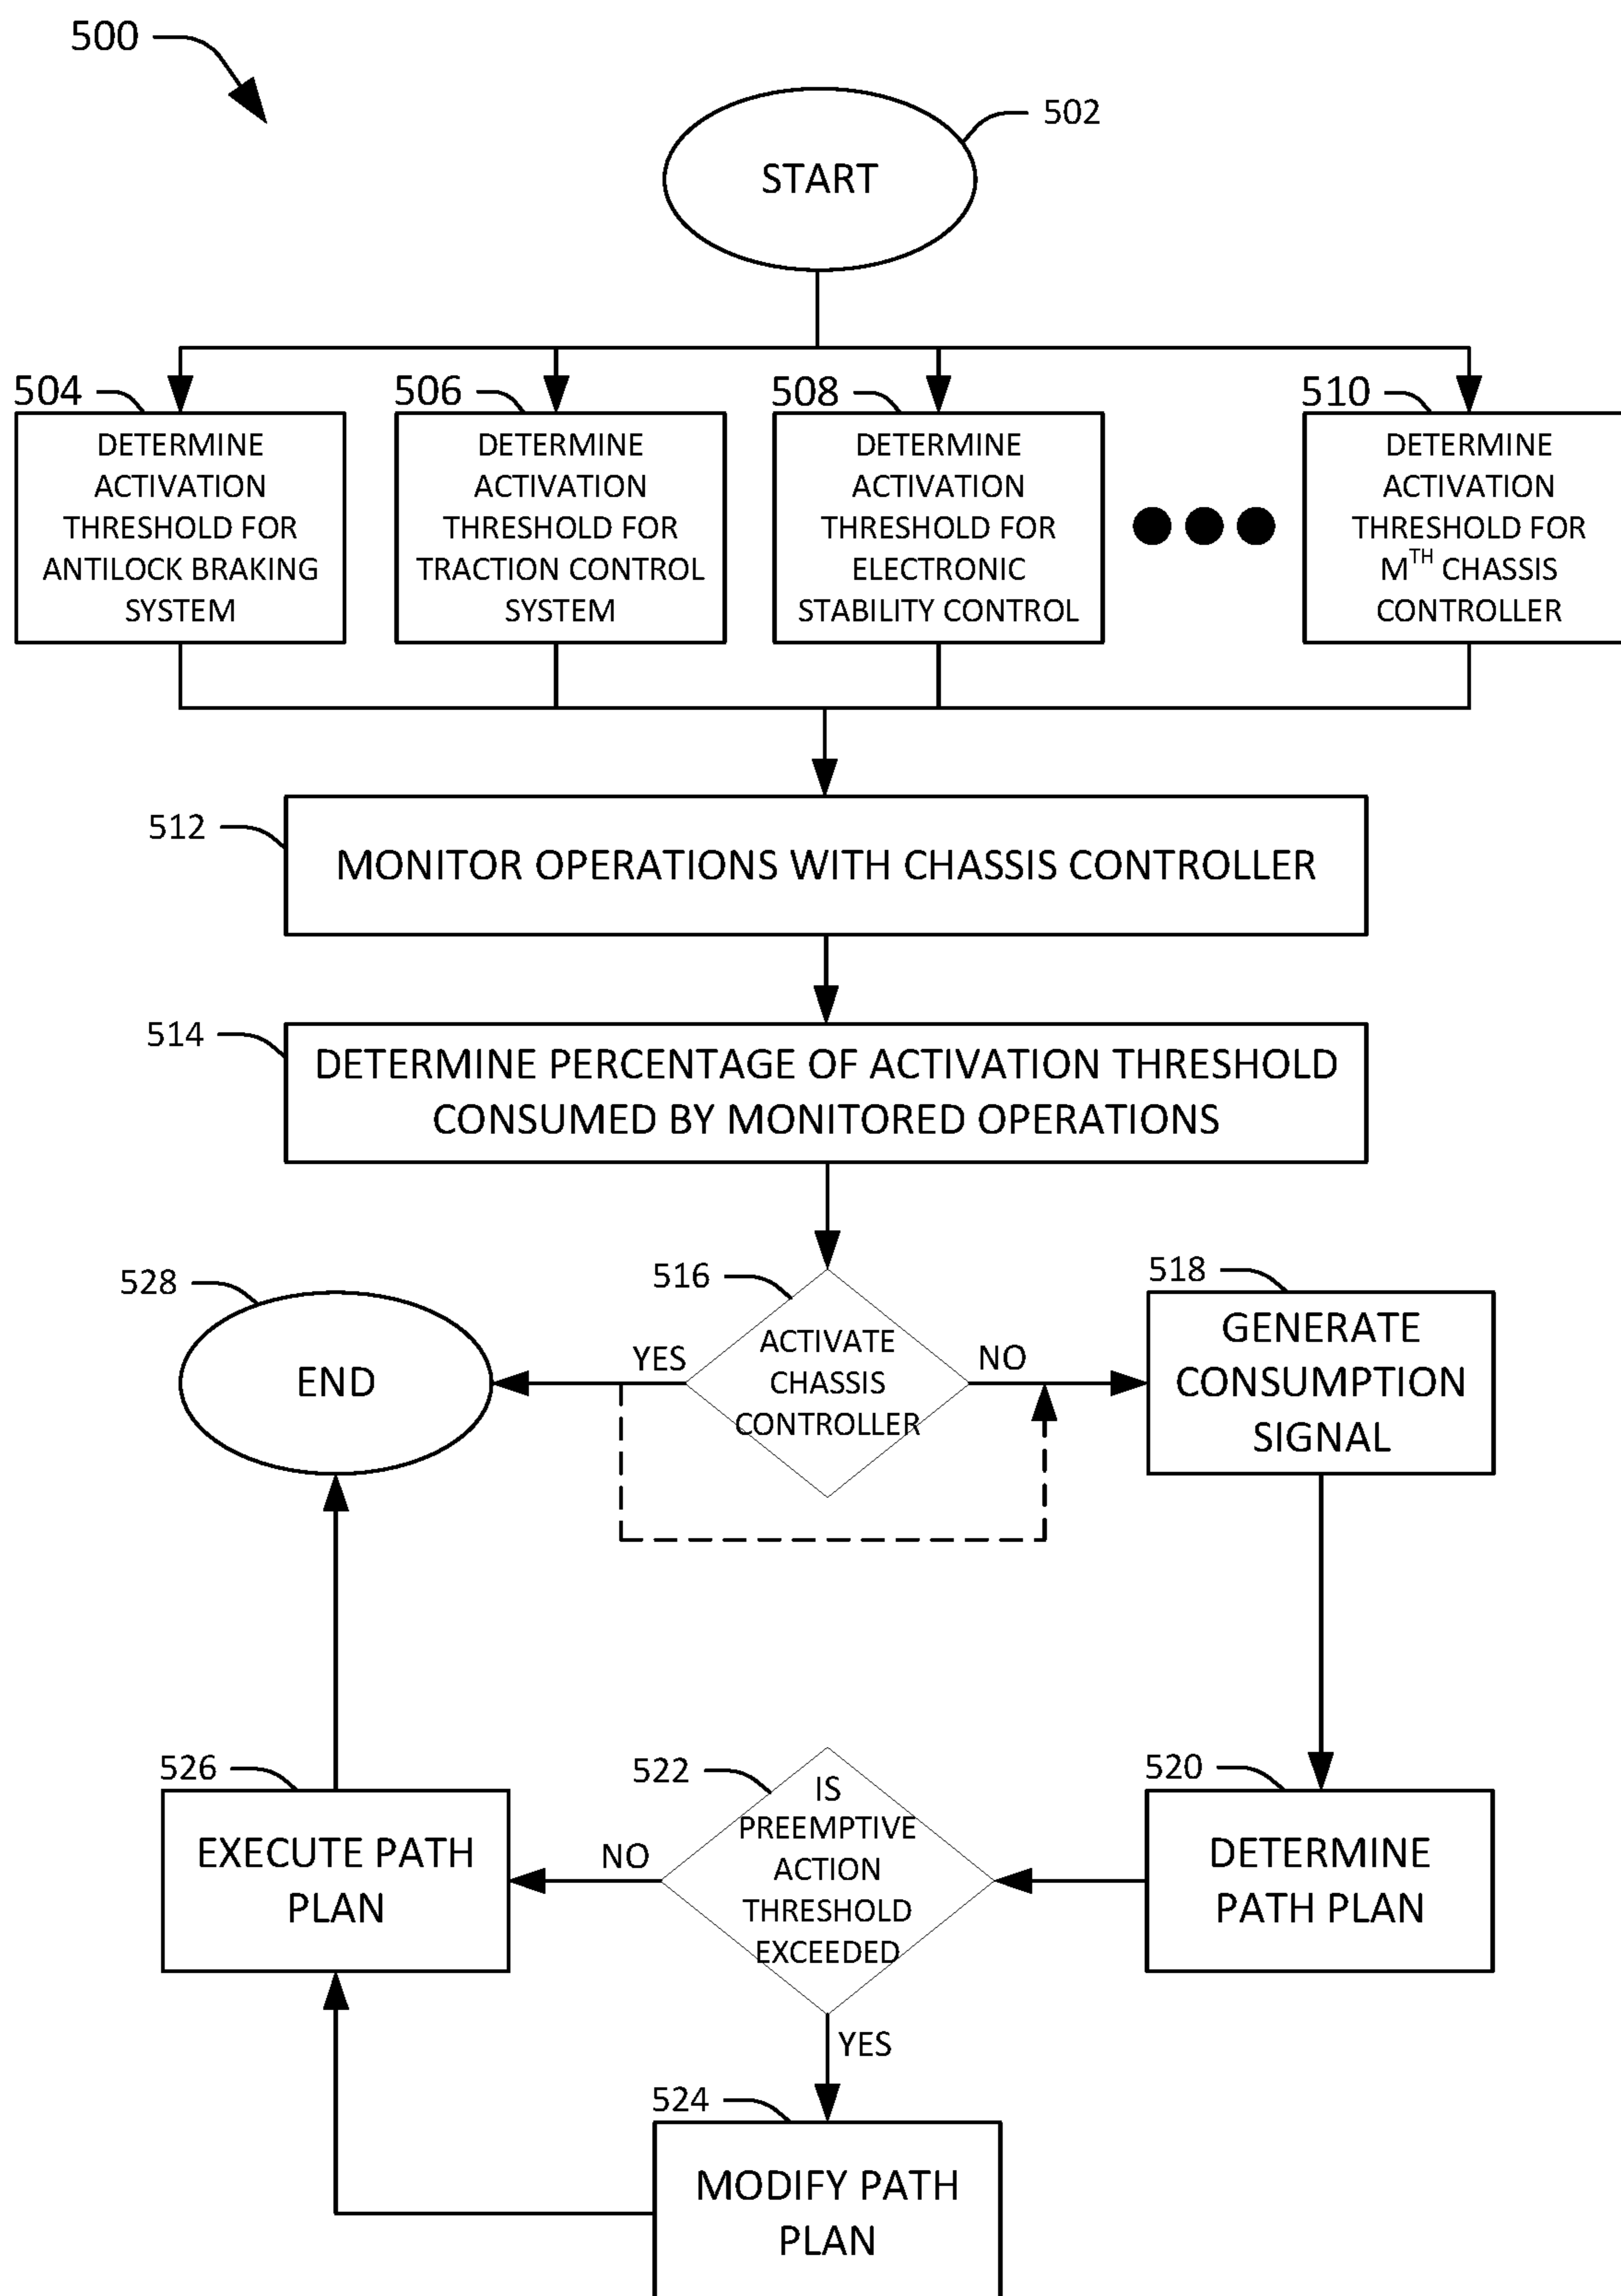 500
502
START
504
DETERMINE
ACTIVATION
THRESHOLD FOR
ANTILOCK BRAKING
SYSTEM
506
DETERMINE
ACTIVATION
THRESHOLD FOR
TRACTION CONTROL
SYSTEM
508
DETERMINE
ACTIVATION
THRESHOLD FOR
ELECTRONIC
STABILITY CONTROL
510
DETERMINE
ACTIVATION
THRESHOLD FOR
MTH CHASSIS
CONTROLLER
512
MONITOR OPERATIONS WITH CHASSIS CONTROLLER
514
DETERMINE PERCENTAGE OF ACTIVATION THRESHOLD
CONSUMED BY MONITORED OPERATIONS
516
ACTIVATE
CHASSIS
CONTROLLER
YES
NO
528
END
518
GENERATE
CONSUMPTION
SIGNAL
520
DETERMINE
PATH PLAN
522
IS
PREEMPTIVE
ACTION
THRESHOLD
EXCEEDED
NO
YES
526
EXECUTE PATH
PLAN
524
MODIFY PATH
PLAN